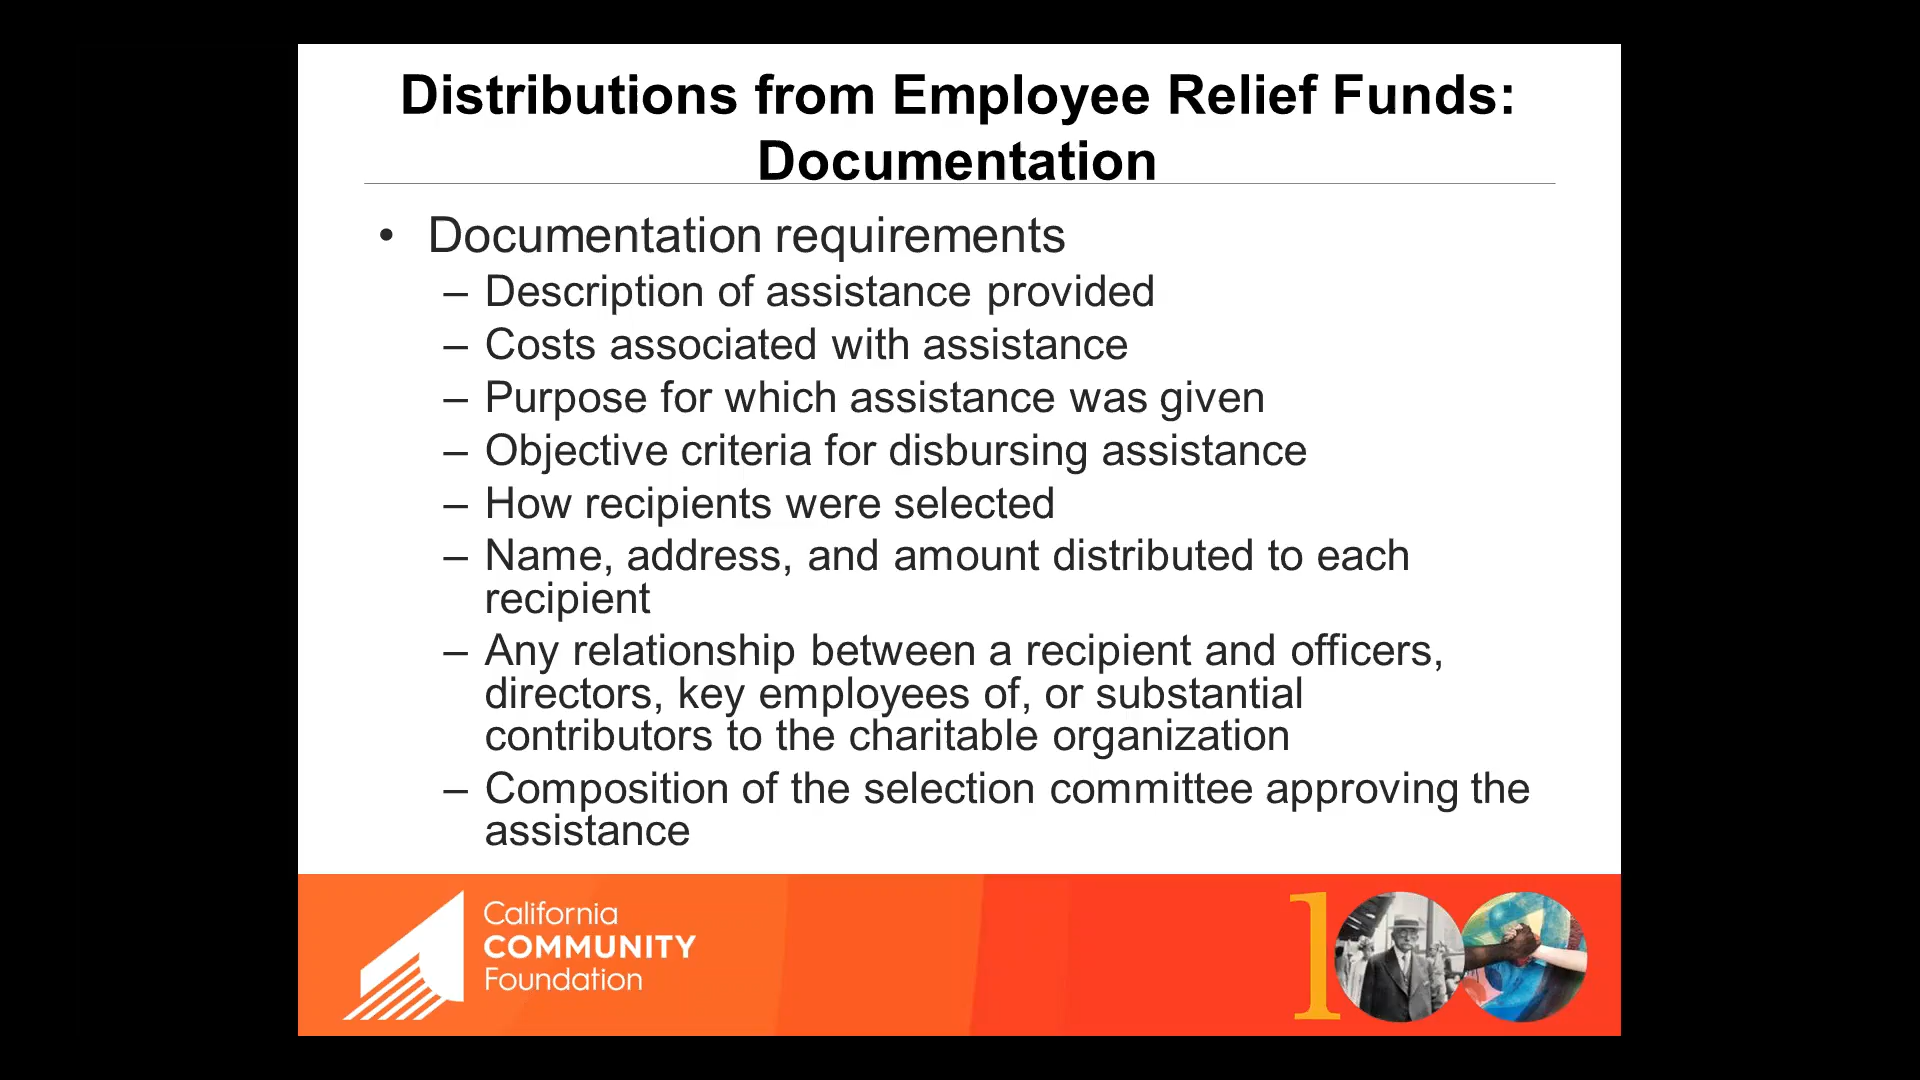 Distributions from Employee Relief Funds:
Documentation
• Documentation requirements
– Description of assistance provided
– Costs associated with assistance
– Purpose for which assistance was given
– Objective criteria for disbursing assistance
– How recipients were selected
– Name, address, and amount distributed to each
recipient
– Any relationship between a recipient and officers,
directors, key employees of, or substantial
contributors to the charitable organization
– Composition of the selection committee approving the
assistance
California
COMMUNITY
Foundation
100